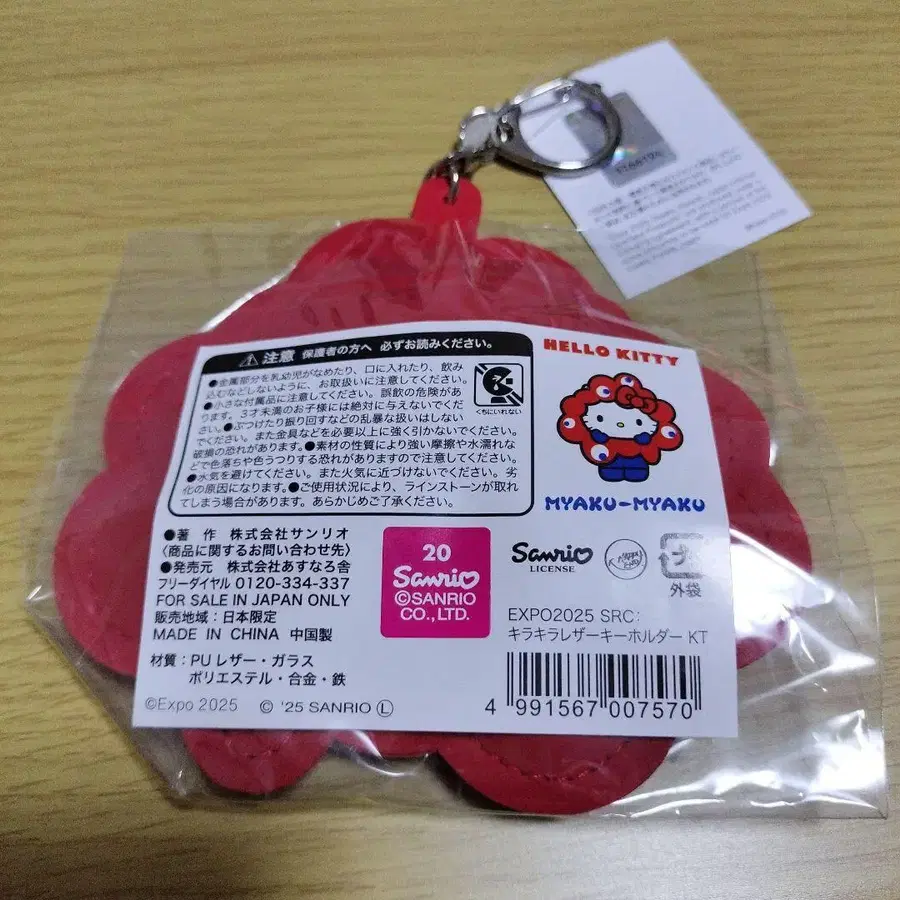 ⚠注意 保護者の方へ 必ずお読みください。
●金属部分を乳幼児がなめたり、口に入れたり、飲み
込むなどしないように、お取扱いに注意してください。
●小さな付属品に注意してください。誤飲の危険があ
ります。3才未満のお子様には絶対に与えないでくだ
さい。●ぶつけたり振り回すなどの乱暴な扱いはしない
でください。また金具などを必要以上に強く引かないでください。
破損の恐れがあります。●素材の性質により強い摩擦や水濡れな
どで色落ちや色うつりする恐れがありますので注意してください。
●水気を避けてください。また火気に近づけないでください。劣
化の原因になります。●ご使用状況により、ラインストーンが取れ
てしまう場合があります。あらかじめご了承ください。
くちにいれない
HELLO KITTY
MYAKU-MYAKU
●著 作 株式会社サンリオ
〈商品に関するお問い合わせ先〉
●発売元 株式会社あすなろ舎
フリーダイヤル 0120-334-337
FOR SALE IN JAPAN ONLY
販売地域：日本限定
MADE IN CHINA 中国製
材質：PU レザー・ガラス
ポリエステル・合金・鉄
©Expo 2025 © '25 SANRIO Ⓛ
20
Sanrio
©SANRIO
CO.,LTD.
Sanrio
LICENSE
プラ
外袋
EXPO2025 SRC:
キラキラレザーキーホルダー KT
4 991567 007570